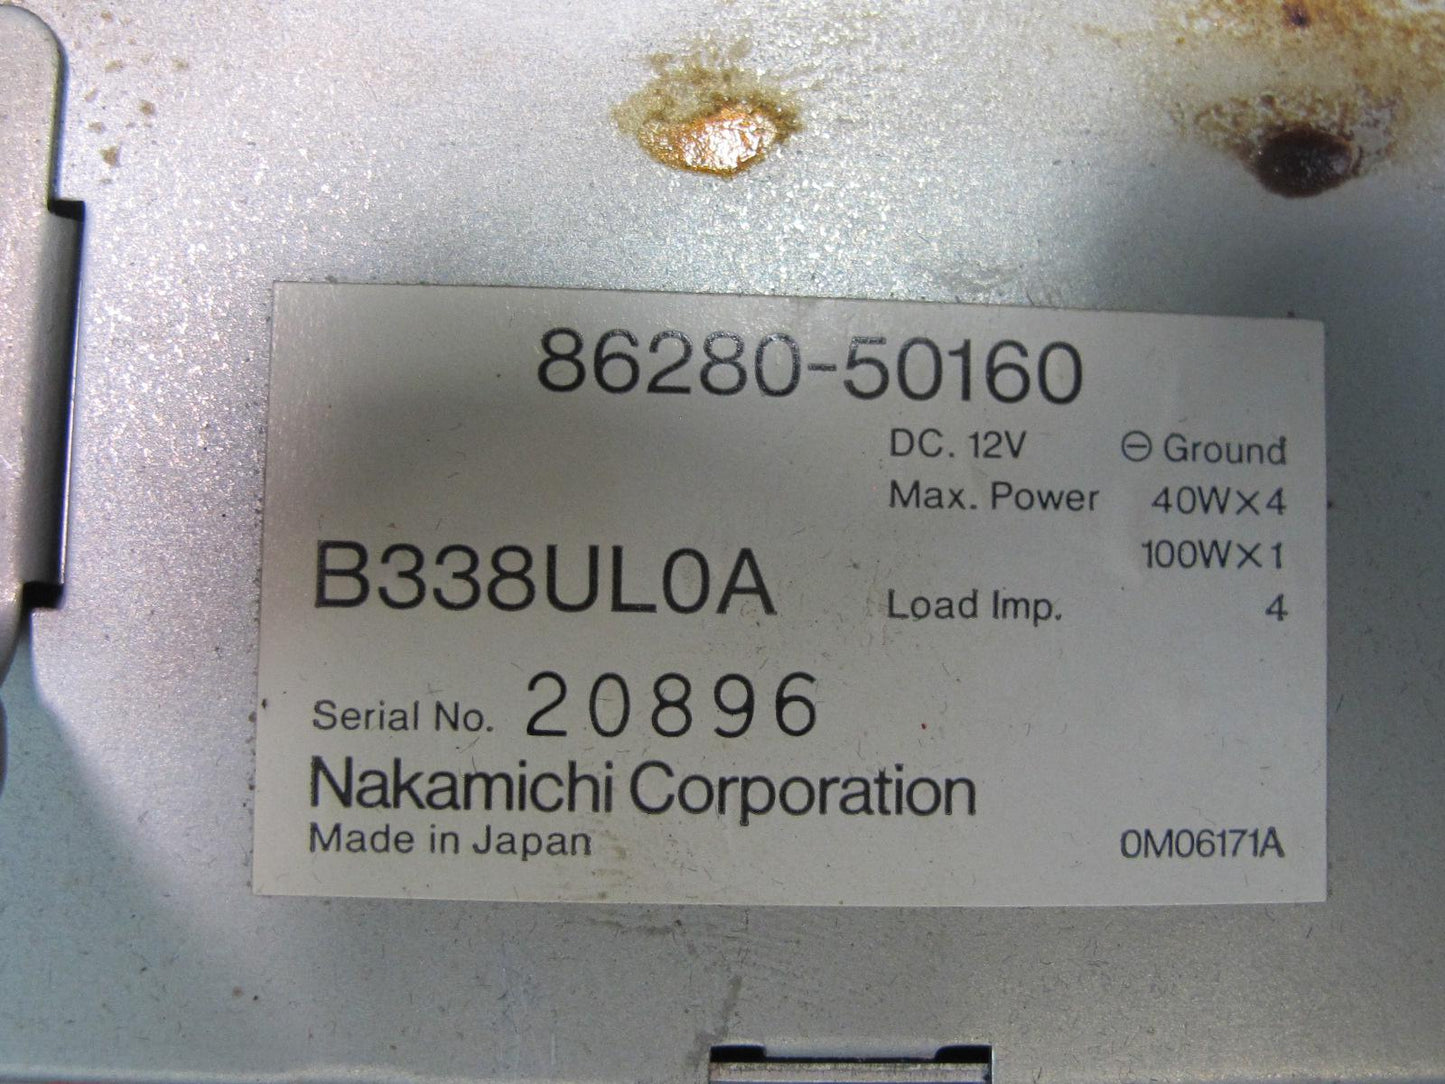 86280-50160
DC. 12V ⊖ Ground
Max. Power 40W×4
100W×1
B338UL0A
Load Imp. 4
Serial No. 20896
Nakamichi Corporation
Made in Japan
0M06171A